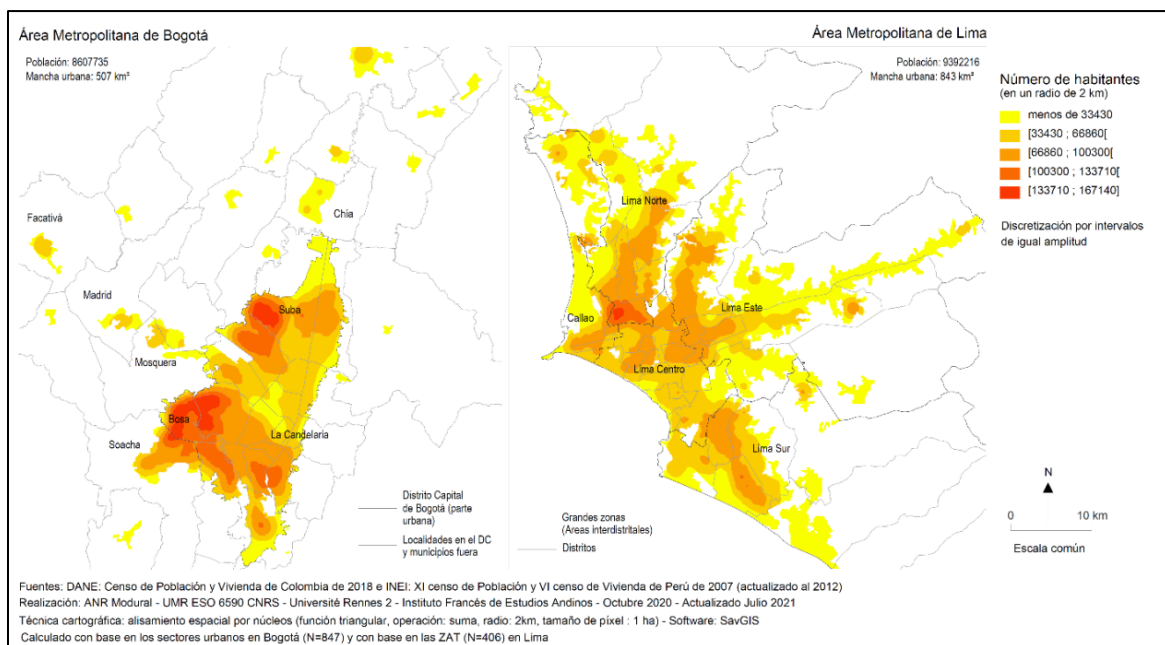 Área Metropolitana de Bogotá
Población: 8607735
Mancha urbana: 507 km²
Facativá
Chía
Madrid
Suba
Mosquera
Bosa
Soacha
La Candelaria
Distrito Capital
de Bogotá (parte
urbana)
Localidades en el DC
y municipios fuera
Área Metropolitana de Lima
Población: 9392216
Mancha urbana: 843 km²
Lima Norte
Callao
Lima Este
Lima Centro
Lima Sur
Grandes zonas
(Áreas interdistritales)
Distritos
Número de habitantes
(en un radio de 2 km)
menos de 33430
[33430 ; 66860[
[66860 ; 100300[
[100300 ; 133710[
[133710 ; 167140]
Discretización por intervalos
de igual amplitud
N
0 10 km
Escala común
Fuentes: DANE: Censo de Población y Vivienda de Colombia de 2018 e INEI: XI censo de Población y VI censo de Vivienda de Perú de 2007 (actualizado al 2012)
Realización: ANR Modural - UMR ESO 6590 CNRS - Université Rennes 2 - Instituto Francés de Estudios Andinos - Octubre 2020 - Actualizado Julio 2021
Técnica cartográfica: alisamiento espacial por núcleos (función triangular, operación: suma, radio: 2km, tamaño de píxel : 1 ha) - Software: SavGIS
Calculado con base en los sectores urbanos en Bogotá (N=847) y con base en las ZAT (N=406) en Lima